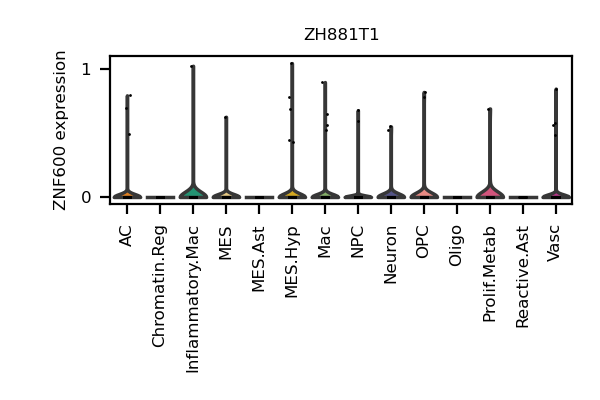 ZH881T1
ZNF600 expression
1
0
AC
Chromatin.Reg
Inflammatory.Mac
MES
MES.Ast
MES.Hyp
Mac
NPC
Neuron
OPC
Oligo
Prolif.Metab
Reactive.Ast
Vasc